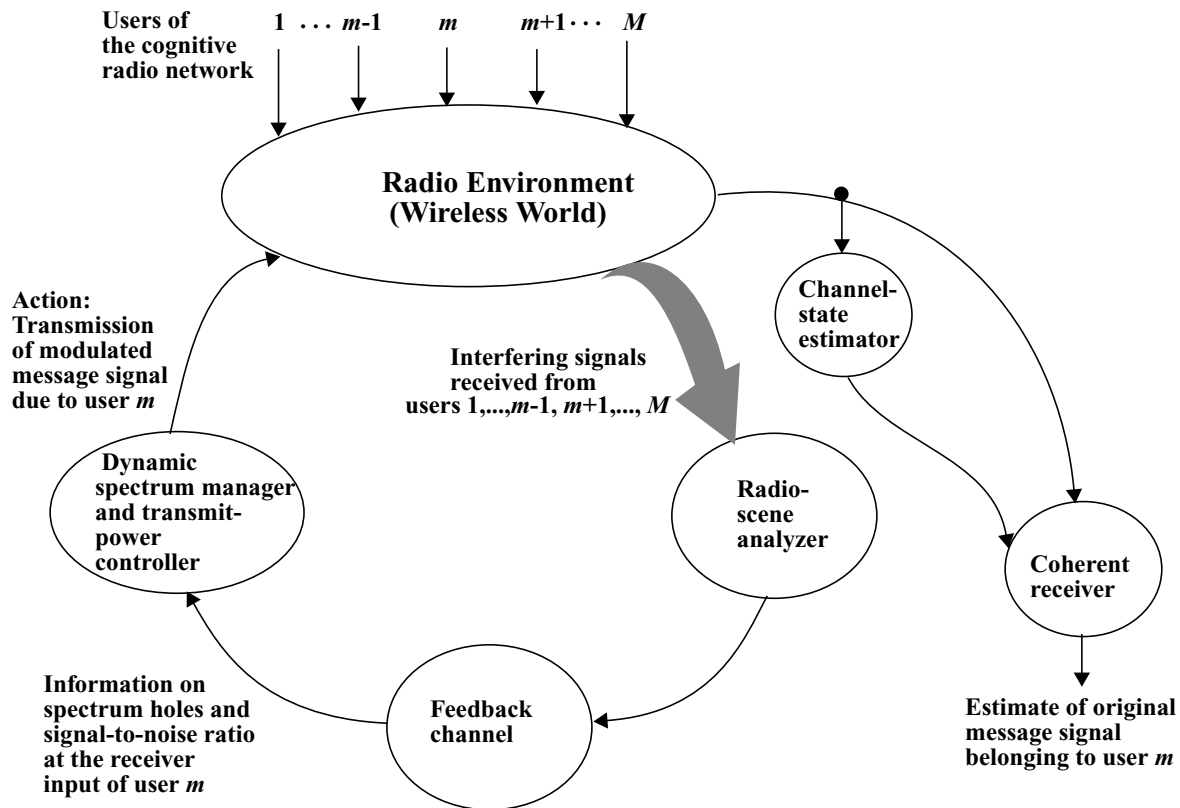 Users of
the cognitive
radio network
1 ... m-1 m m+1 ... M
Radio Environment
(Wireless World)
Action:
Transmission
of modulated
message signal
due to user m
Interfering signals
received from
users 1,...,m-1, m+1,..., M
Channel-
state
estimator
Dynamic
spectrum manager
and transmit-
power
controller
Radio-
scene
analyzer
Coherent
receiver
Information on
spectrum holes and
signal-to-noise ratio
at the receiver
input of user m
Feedback
channel
Estimate of original
message signal
belonging to user m